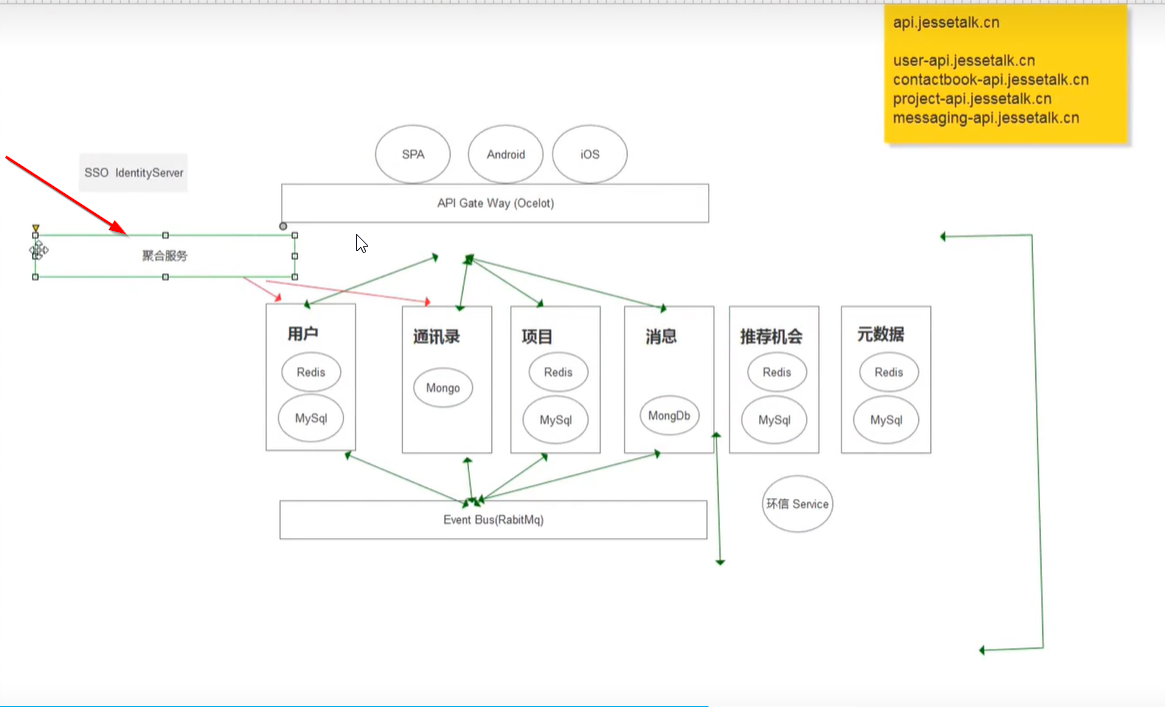 api.jessetalk.cn
user-api.jessetalk.cn
contactbook-api.jessetalk.cn
project-api.jessetalk.cn
messaging-api.jessetalk.cn
SPA
Android
iOS
SSO IdentityServer
API Gate Way (Ocelot)
聚合服务
用户
Redis
MySql
通讯录
Mongo
项目
Redis
MySql
消息
MongDb
推荐机会
Redis
MySql
元数据
Redis
MySql
环信 Service
Event Bus(RabitMq)